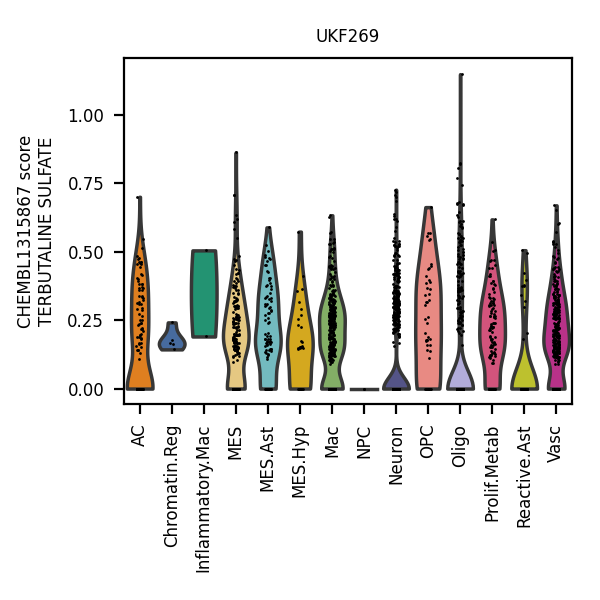 UKF269
CHEMBL1315867 score
TERBUTALINE SULFATE
1.00
0.75
0.50
0.25
0.00
AC
Chromatin.Reg
Inflammatory.Mac
MES
MES.Ast
MES.Hyp
Mac
NPC
Neuron
OPC
Oligo
Prolif.Metab
Reactive.Ast
Vasc